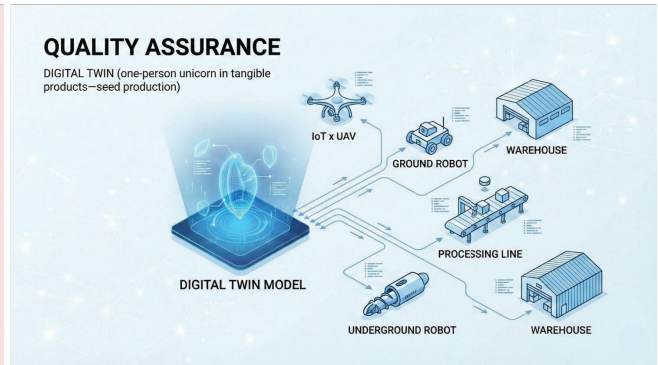 QUALITY ASSURANCE
DIGITAL TWIN (one-person unicorn in tangible
products—seed production)
IoT x UAV
GROUND ROBOT
WAREHOUSE
PROCESSING LINE
DIGITAL TWIN MODEL
UNDERGROUND ROBOT
WAREHOUSE